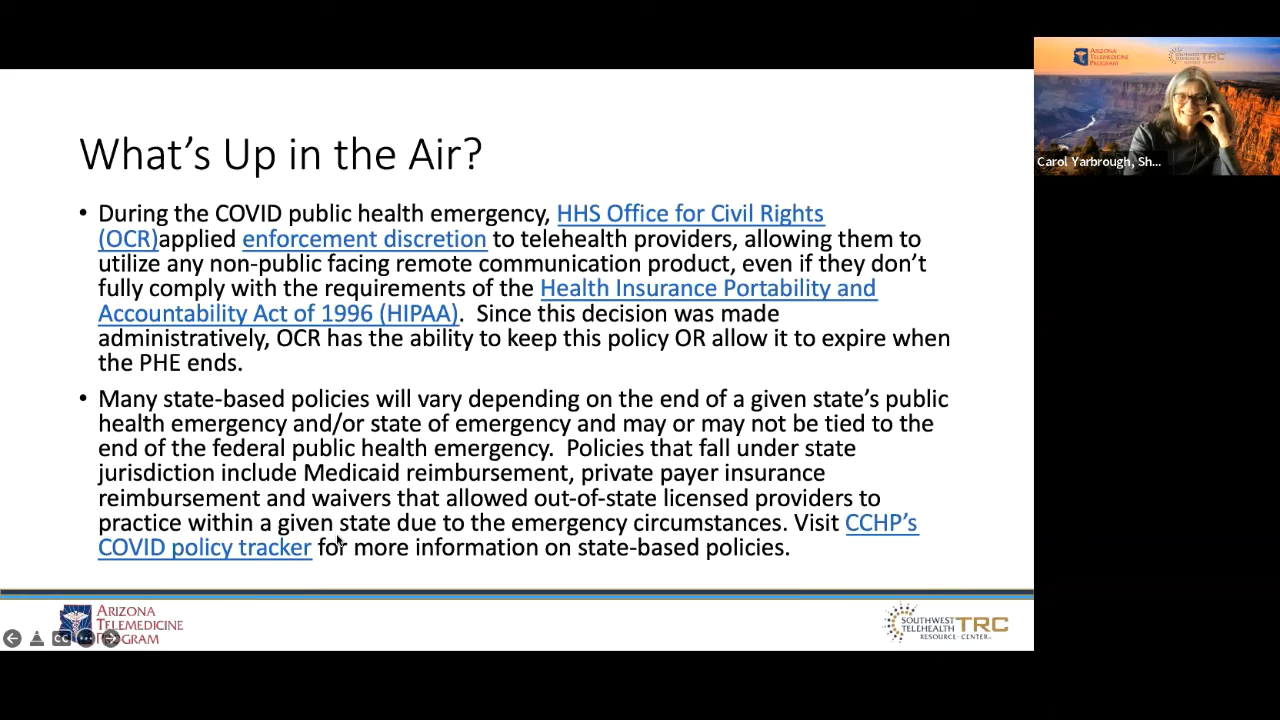 What's Up in the Air?
• During the COVID public health emergency, HHS Office for Civil Rights
(OCR)applied enforcement discretion to telehealth providers, allowing them to
utilize any non-public facing remote communication product, even if they don't
fully comply with the requirements of the Health Insurance Portability and
Accountability Act of 1996 (HIPAA).  Since this decision was made
administratively, OCR has the ability to keep this policy OR allow it to expire when
the PHE ends.
• Many state-based policies will vary depending on the end of a given state's public
health emergency and/or state of emergency and may or may not be tied to the
end of the federal public health emergency.  Policies that fall under state
jurisdiction include Medicaid reimbursement, private payer insurance
reimbursement and waivers that allowed out-of-state licensed providers to
practice within a given state due to the emergency circumstances. Visit CCHP's
COVID policy tracker for more information on state-based policies.
ARIZONA
TELEMEDICINE
PROGRAM
CC
SOUTHWEST
TELEHEALTH
RESOURCE CENTER
TRC
ARIZONA
TELEMEDICINE
PROGRAM
TRC
Carol Yarbrough, Sh...